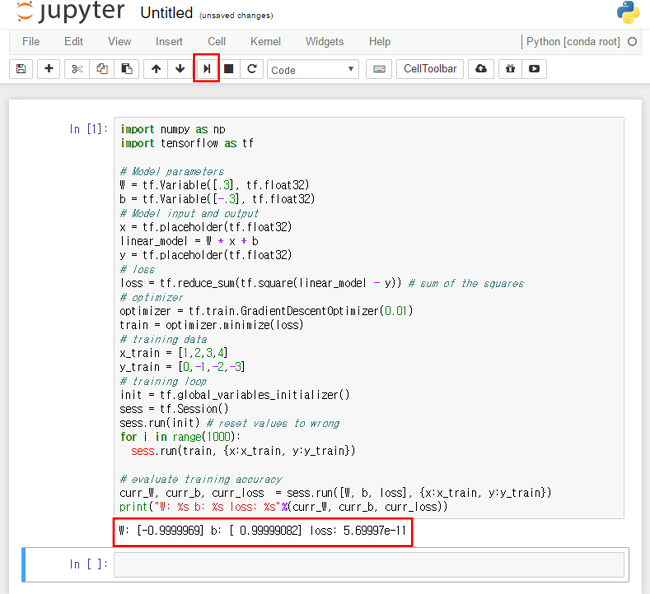 jupyter Untitled (unsaved changes)
File Edit View Insert Cell Kernel Widgets Help Python [conda root]
Code CellToolbar
In [1]:
import numpy as np
import tensorflow as tf

# Model parameters
W = tf.Variable([.3], tf.float32)
b = tf.Variable([-.3], tf.float32)
# Model input and output
x = tf.placeholder(tf.float32)
linear_model = W * x + b
y = tf.placeholder(tf.float32)
# loss
loss = tf.reduce_sum(tf.square(linear_model - y)) # sum of the squares
# optimizer
optimizer = tf.train.GradientDescentOptimizer(0.01)
train = optimizer.minimize(loss)
# training data
x_train = [1,2,3,4]
y_train = [0,-1,-2,-3]
# training loop
init = tf.global_variables_initializer()
sess = tf.Session()
sess.run(init) # reset values to wrong
for i in range(1000):
  sess.run(train, {x:x_train, y:y_train})

# evaluate training accuracy
curr_W, curr_b, curr_loss  = sess.run([W, b, loss], {x:x_train, y:y_train})
print("W: %s b: %s loss: %s"%(curr_W, curr_b, curr_loss))
W: [-0.9999969] b: [ 0.99999082] loss: 5.69997e-11
In [ ]: